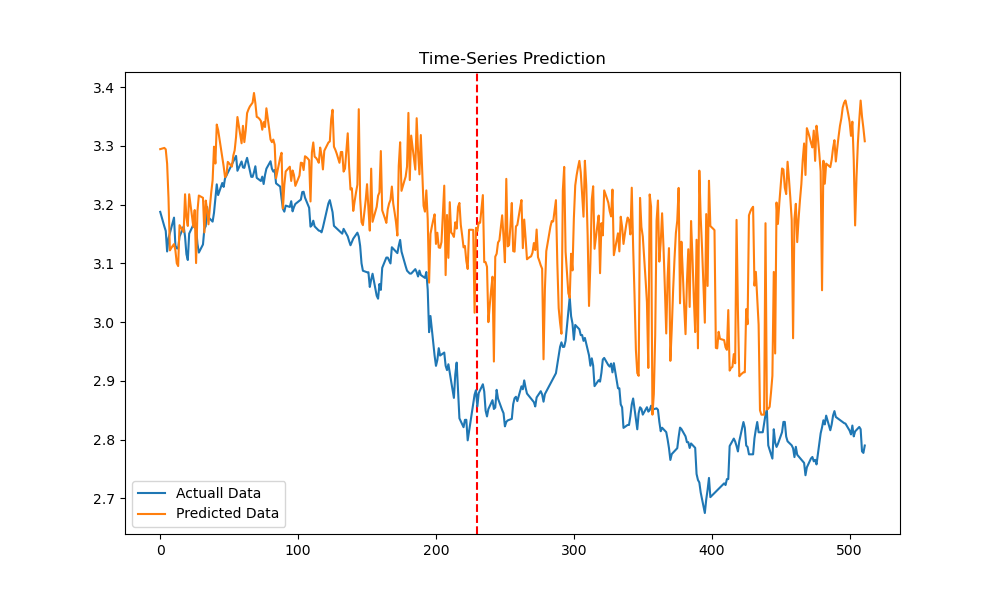 Time-Series Prediction
3.4
3.3
3.2
3.1
3.0
2.9
2.8
2.7
Actuall Data
Predicted Data
0 100 200 300 400 500